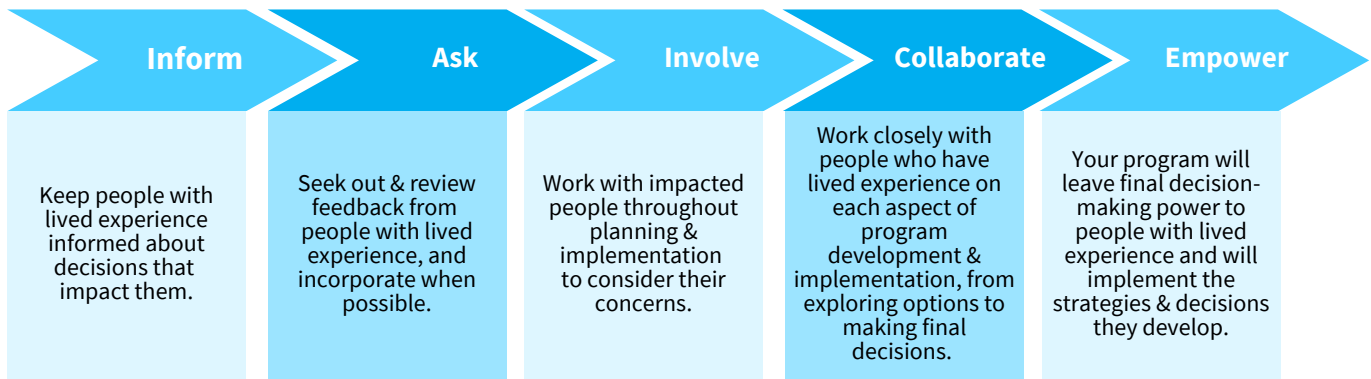 Inform
Ask
Involve
Collaborate
Empower
Keep people with
lived experience
informed about
decisions that
impact them.
Seek out & review
feedback from
people with lived
experience, and
incorporate when
possible.
Work with impacted
people throughout
planning &
implementation
to consider their
concerns.
Work closely with
people who have
lived experience on
each aspect of
program
development &
implementation, from
exploring options to
making final
decisions.
Your program will
leave final decision-
making power to
people with lived
experience and will
implement the
strategies & decisions
they develop.